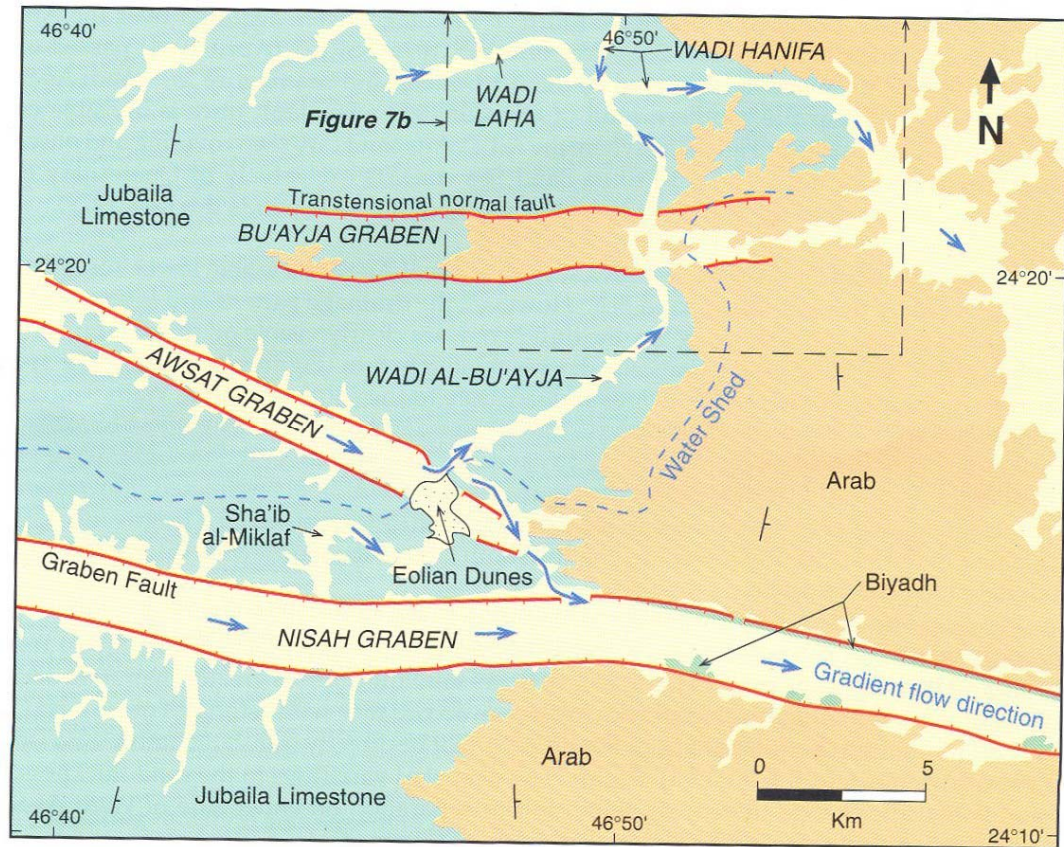 46°40'
46°50'
WADI HANIFA
WADI
LAHA
Figure 7b
N
Jubaila
Limestone
Transtensional normal fault
BU'AYJA GRABEN
24°20'
24°20'
AWSAT GRABEN
WADI AL-BU'AYJA
Water Shed
Arab
Sha'ib
al-Miklaf
Eolian Dunes
Graben Fault
Biyadh
NISAH GRABEN
Gradient flow direction
Arab
0
5
Km
Jubaila Limestone
46°40'
46°50'
24°10'